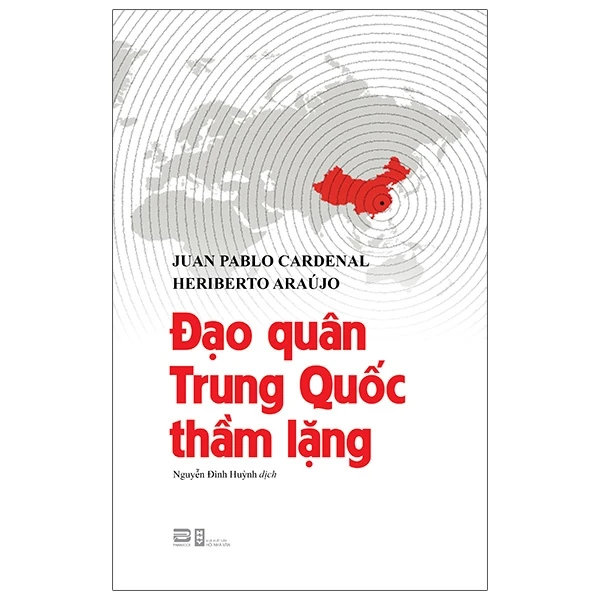 JUAN PABLO CARDENAL
HERIBERTO ARAÚJO
Đạo quân
Trung Quốc
thầm lặng
Nguyễn Đình Huỳnh dịch